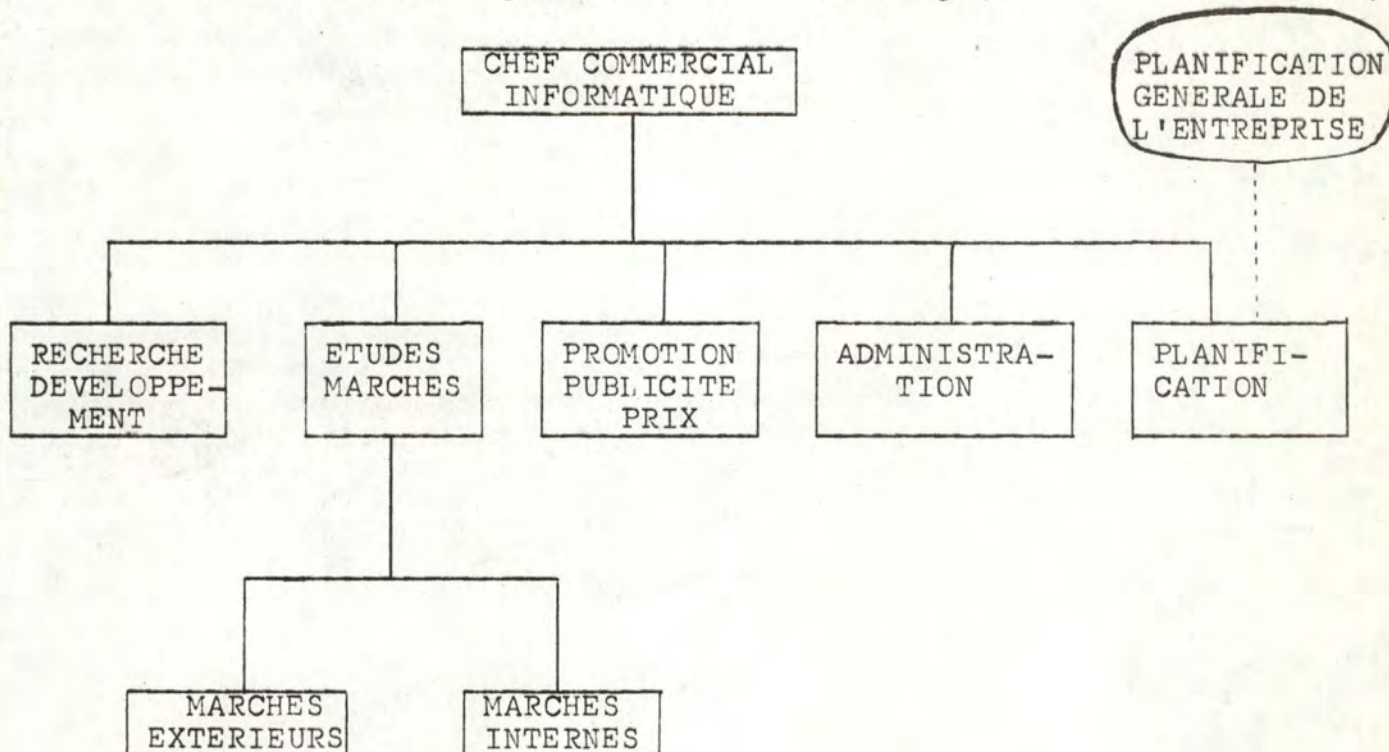 CHEF COMMERCIAL
INFORMATIQUE
PLANIFICATION
GENERALE DE
L'ENTREPRISE
RECHERCHE
DEVELOPPE-
MENT
ETUDES
MARCHES
PROMOTION
PUBLICITE
PRIX
ADMINISTRA-
TION
PLANIFI-
CATION
MARCHES
EXTERIEURS
MARCHES
INTERNES